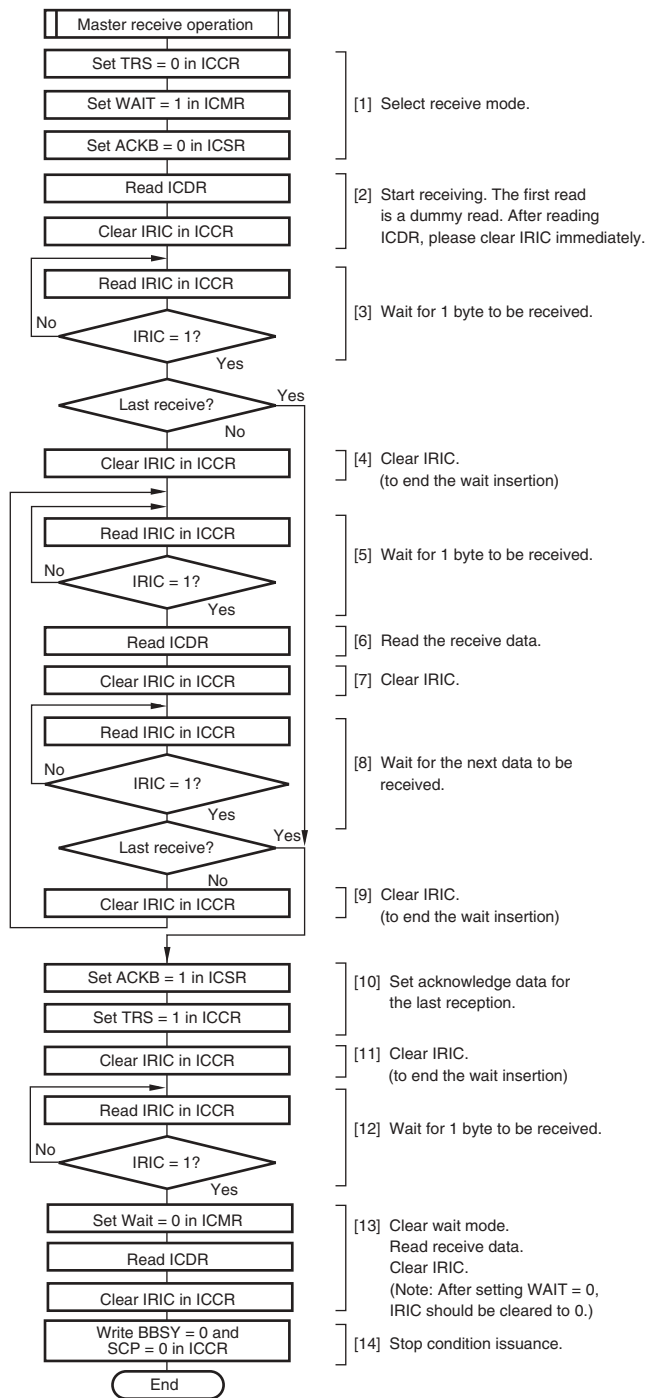 Master receive operation
Set TRS = 0 in ICCR
Set WAIT = 1 in ICMR
[1] Select receive mode.
Set ACKB = 0 in ICSR
Read ICDR
[2] Start receiving. The first read
is a dummy read. After reading
ICDR, please clear IRIC immediately.
Clear IRIC in ICCR
Read IRIC in ICCR
[3] Wait for 1 byte to be received.
No
IRIC = 1?
Yes
Last receive?
Yes
No
Clear IRIC in ICCR
[4] Clear IRIC.
(to end the wait insertion)
Read IRIC in ICCR
[5] Wait for 1 byte to be received.
No
IRIC = 1?
Yes
Read ICDR
[6] Read the receive data.
Clear IRIC in ICCR
[7] Clear IRIC.
Read IRIC in ICCR
[8] Wait for the next data to be
received.
No
IRIC = 1?
Yes
Last receive?
Yes
No
Clear IRIC in ICCR
[9] Clear IRIC.
(to end the wait insertion)
Set ACKB = 1 in ICSR
[10] Set acknowledge data for
the last reception.
Set TRS = 1 in ICCR
Clear IRIC in ICCR
[11] Clear IRIC.
(to end the wait insertion)
Read IRIC in ICCR
[12] Wait for 1 byte to be received.
No
IRIC = 1?
Yes
Set Wait = 0 in ICMR
[13] Clear wait mode.
Read receive data.
Clear IRIC.
(Note: After setting WAIT = 0,
IRIC should be cleared to 0.)
Read ICDR
Clear IRIC in ICCR
Write BBSY = 0 and
SCP = 0 in ICCR
[14] Stop condition issuance.
End